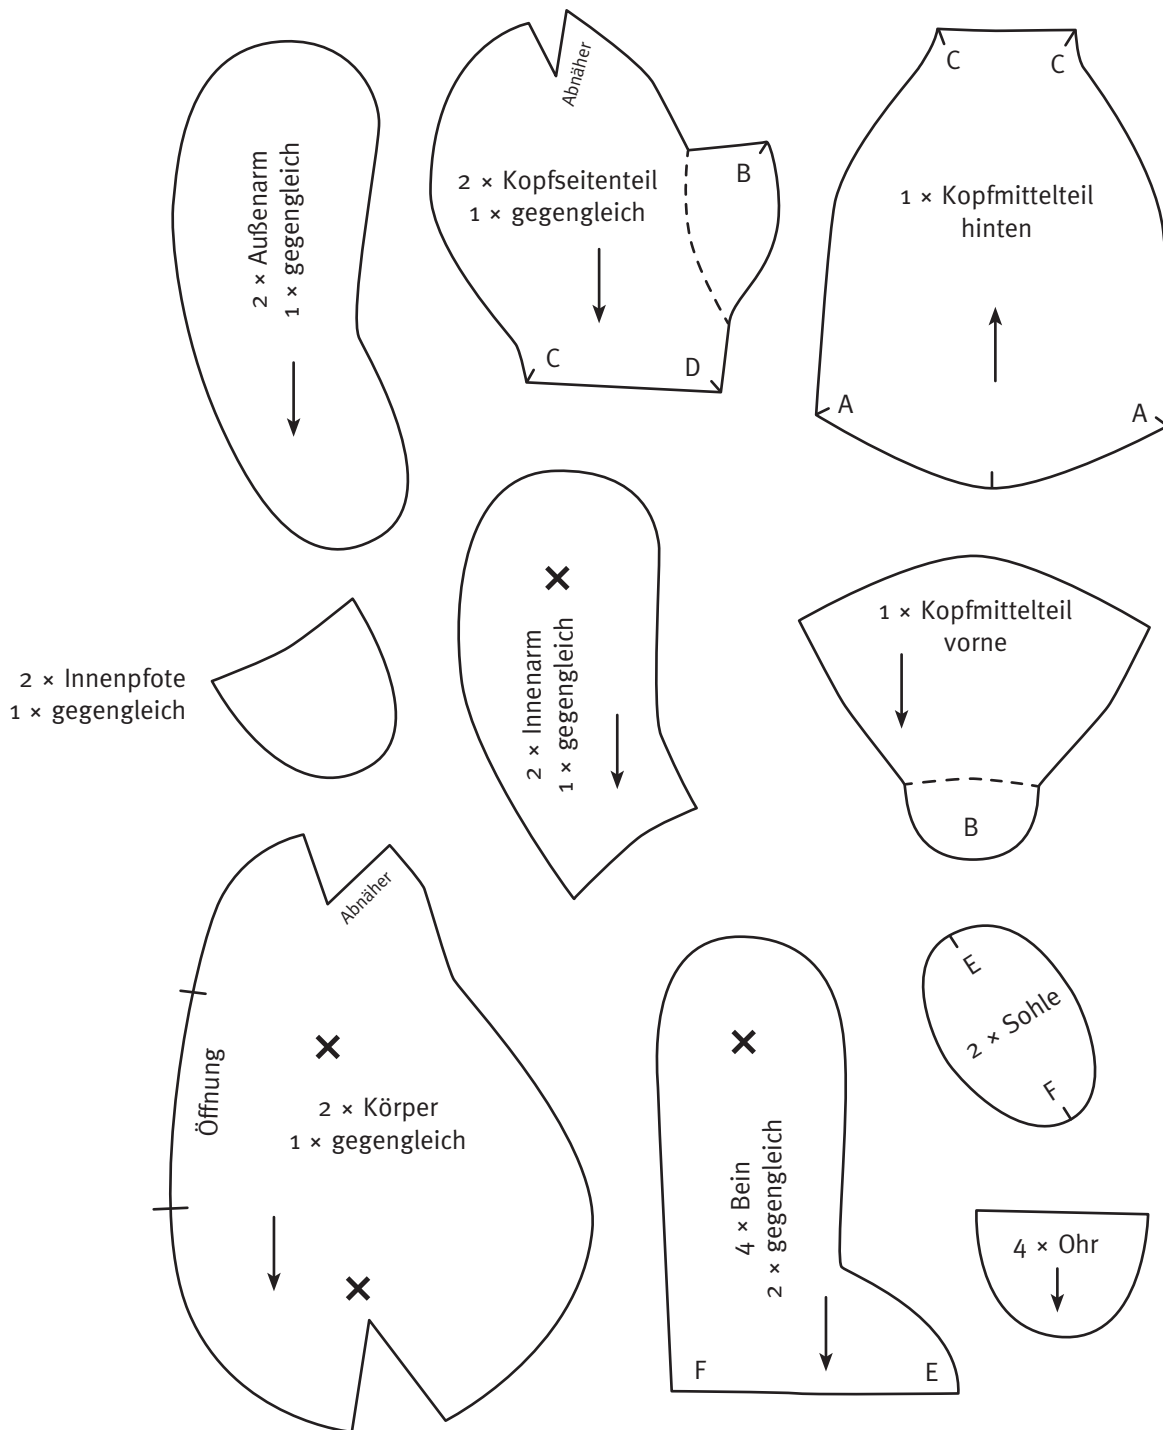 2 × Außenarm
1 × gegengleich
Abnäher
2 × Kopfseitenteil
1 × gegengleich
B
C
D
C
C
1 × Kopfmittelteil
hinten
A
A
2 × Innenpfote
1 × gegengleich
2 × Innenarm
1 × gegengleich
1 × Kopfmittelteil
vorne
B
Abnäher
Öffnung
2 × Körper
1 × gegengleich
4 × Bein
2 × gegengleich
F
E
E
2 × Sohle
F
4 × Ohr